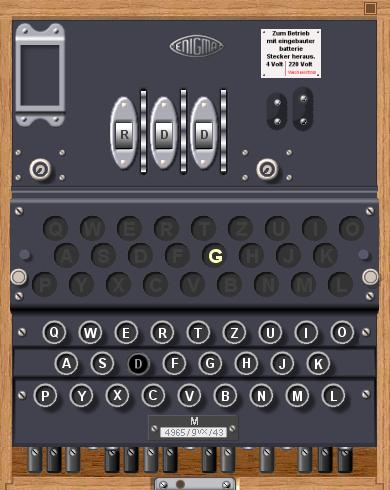 ENIGMA
Zum Betrieb
mit eingebauter
batterie
Stecker heraus.
4 Volt 220 Volt
R D D
Q W E R T Z U I O
A S D F G H J K
P Y X C V B N M L
Q W E R T Z U I O
A S D F G H J K
P Y X C V B N M L
M